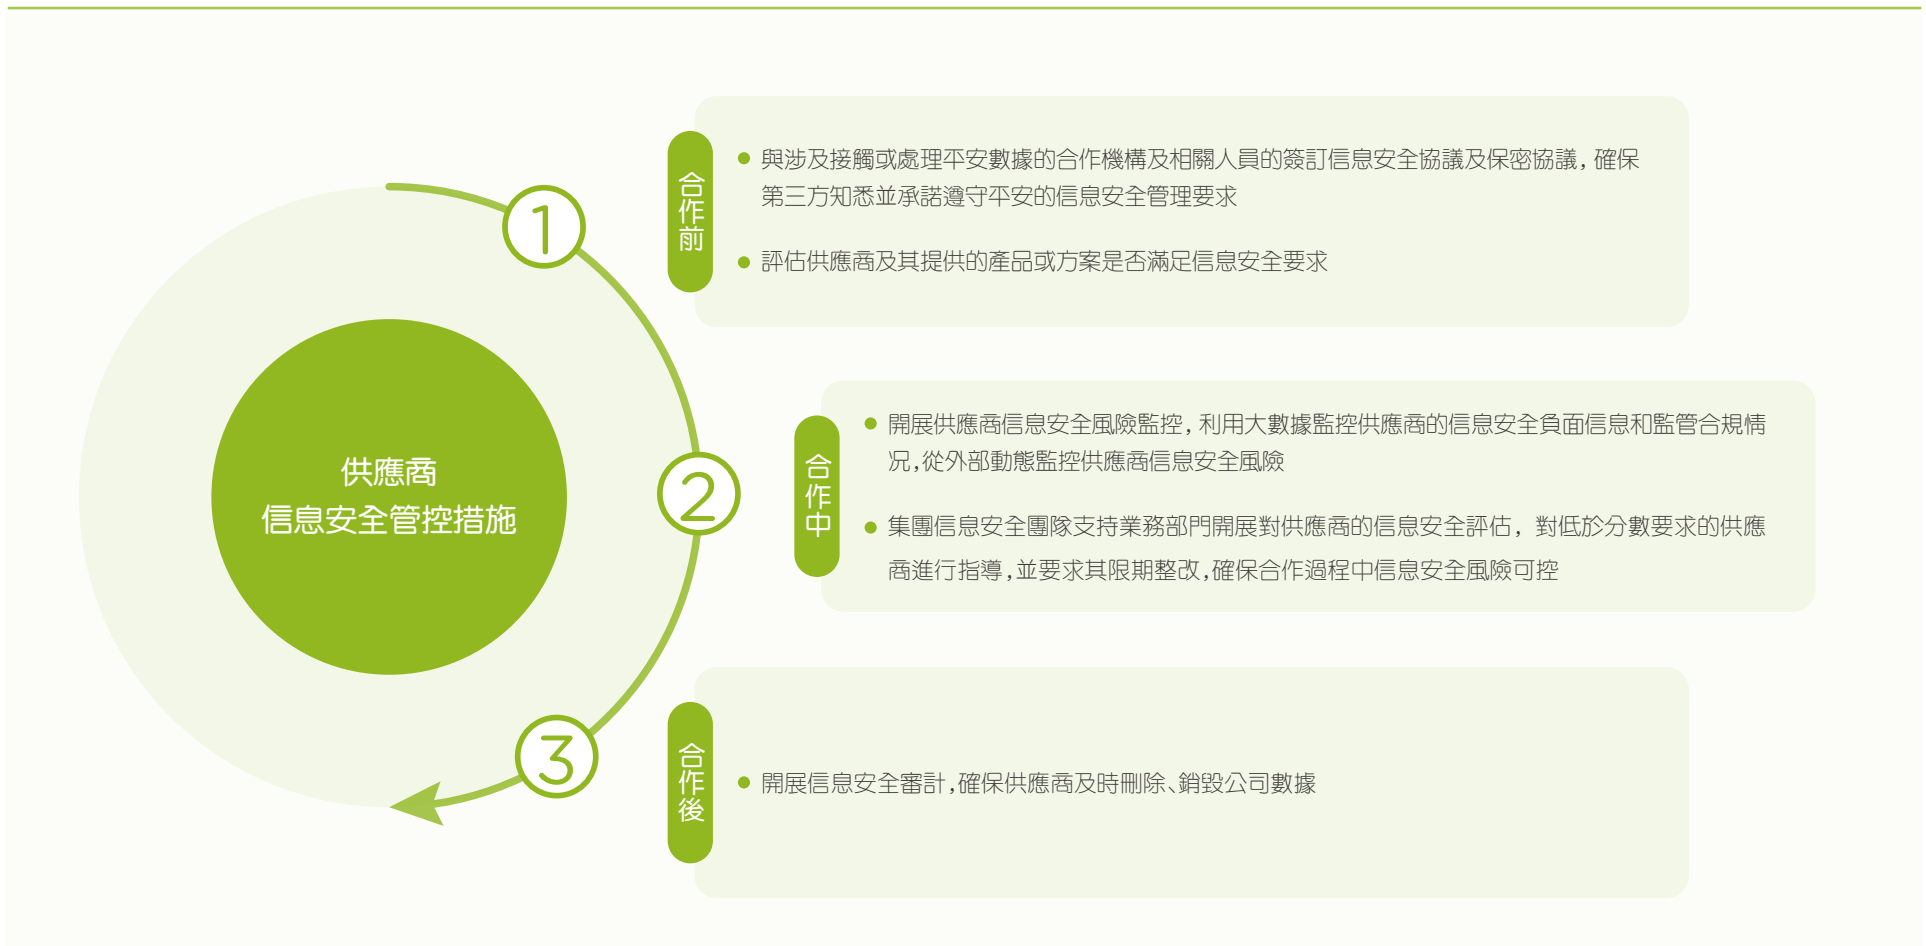 供應商
信息安全管控措施
1
合作前
與涉及接觸或處理平安數據的合作機構及相關人員的簽訂信息安全協議及保密協議，確保
第三方知悉並承諾遵守平安的信息安全管理要求
評估供應商及其提供的產品或方案是否滿足信息安全要求
2
合作中
開展供應商信息安全風險監控，利用大數據監控供應商的信息安全負面信息和監管合規情
況，從外部動態監控供應商信息安全風險
集團信息安全團隊支持業務部門開展對供應商的信息安全評估，對低於分數要求的供應
商進行指導，並要求其限期整改，確保合作過程中信息安全風險可控
3
合作後
開展信息安全審計，確保供應商及時刪除、銷毀公司數據